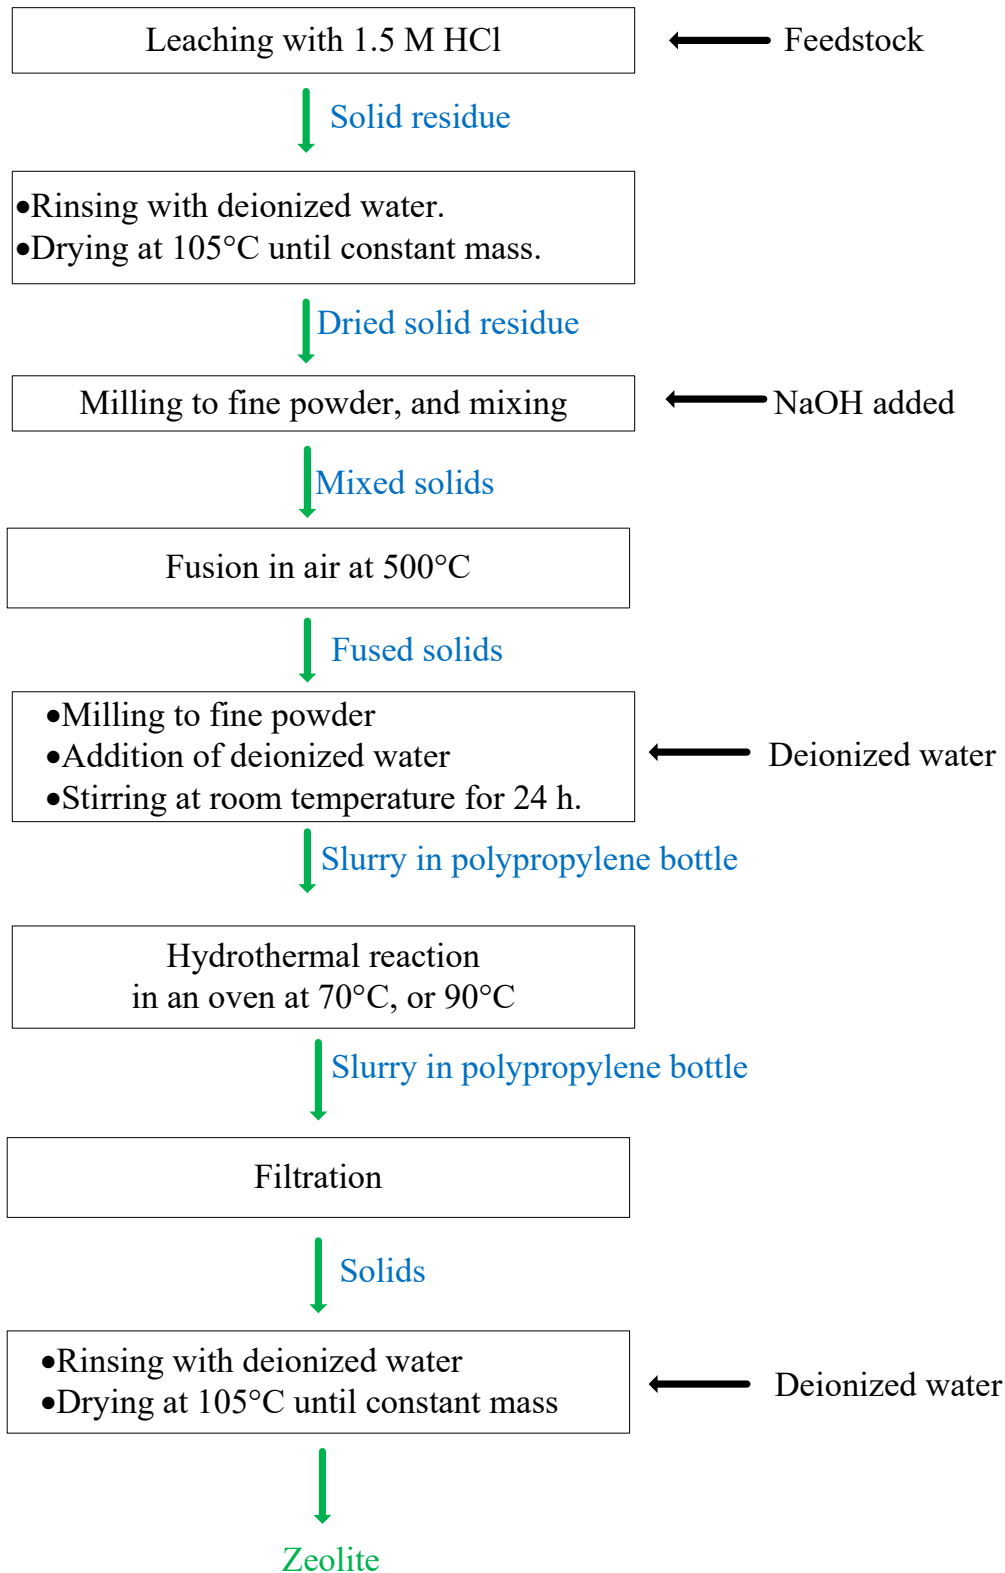 Leaching with 1.5 M HCl
Feedstock
Solid residue
•Rinsing with deionized water.
•Drying at 105°C until constant mass.
Dried solid residue
Milling to fine powder, and mixing
NaOH added
Mixed solids
Fusion in air at 500°C
Fused solids
•Milling to fine powder
•Addition of deionized water
•Stirring at room temperature for 24 h.
Deionized water
Slurry in polypropylene bottle
Hydrothermal reaction
in an oven at 70°C, or 90°C
Slurry in polypropylene bottle
Filtration
Solids
•Rinsing with deionized water
•Drying at 105°C until constant mass
Deionized water
Zeolite